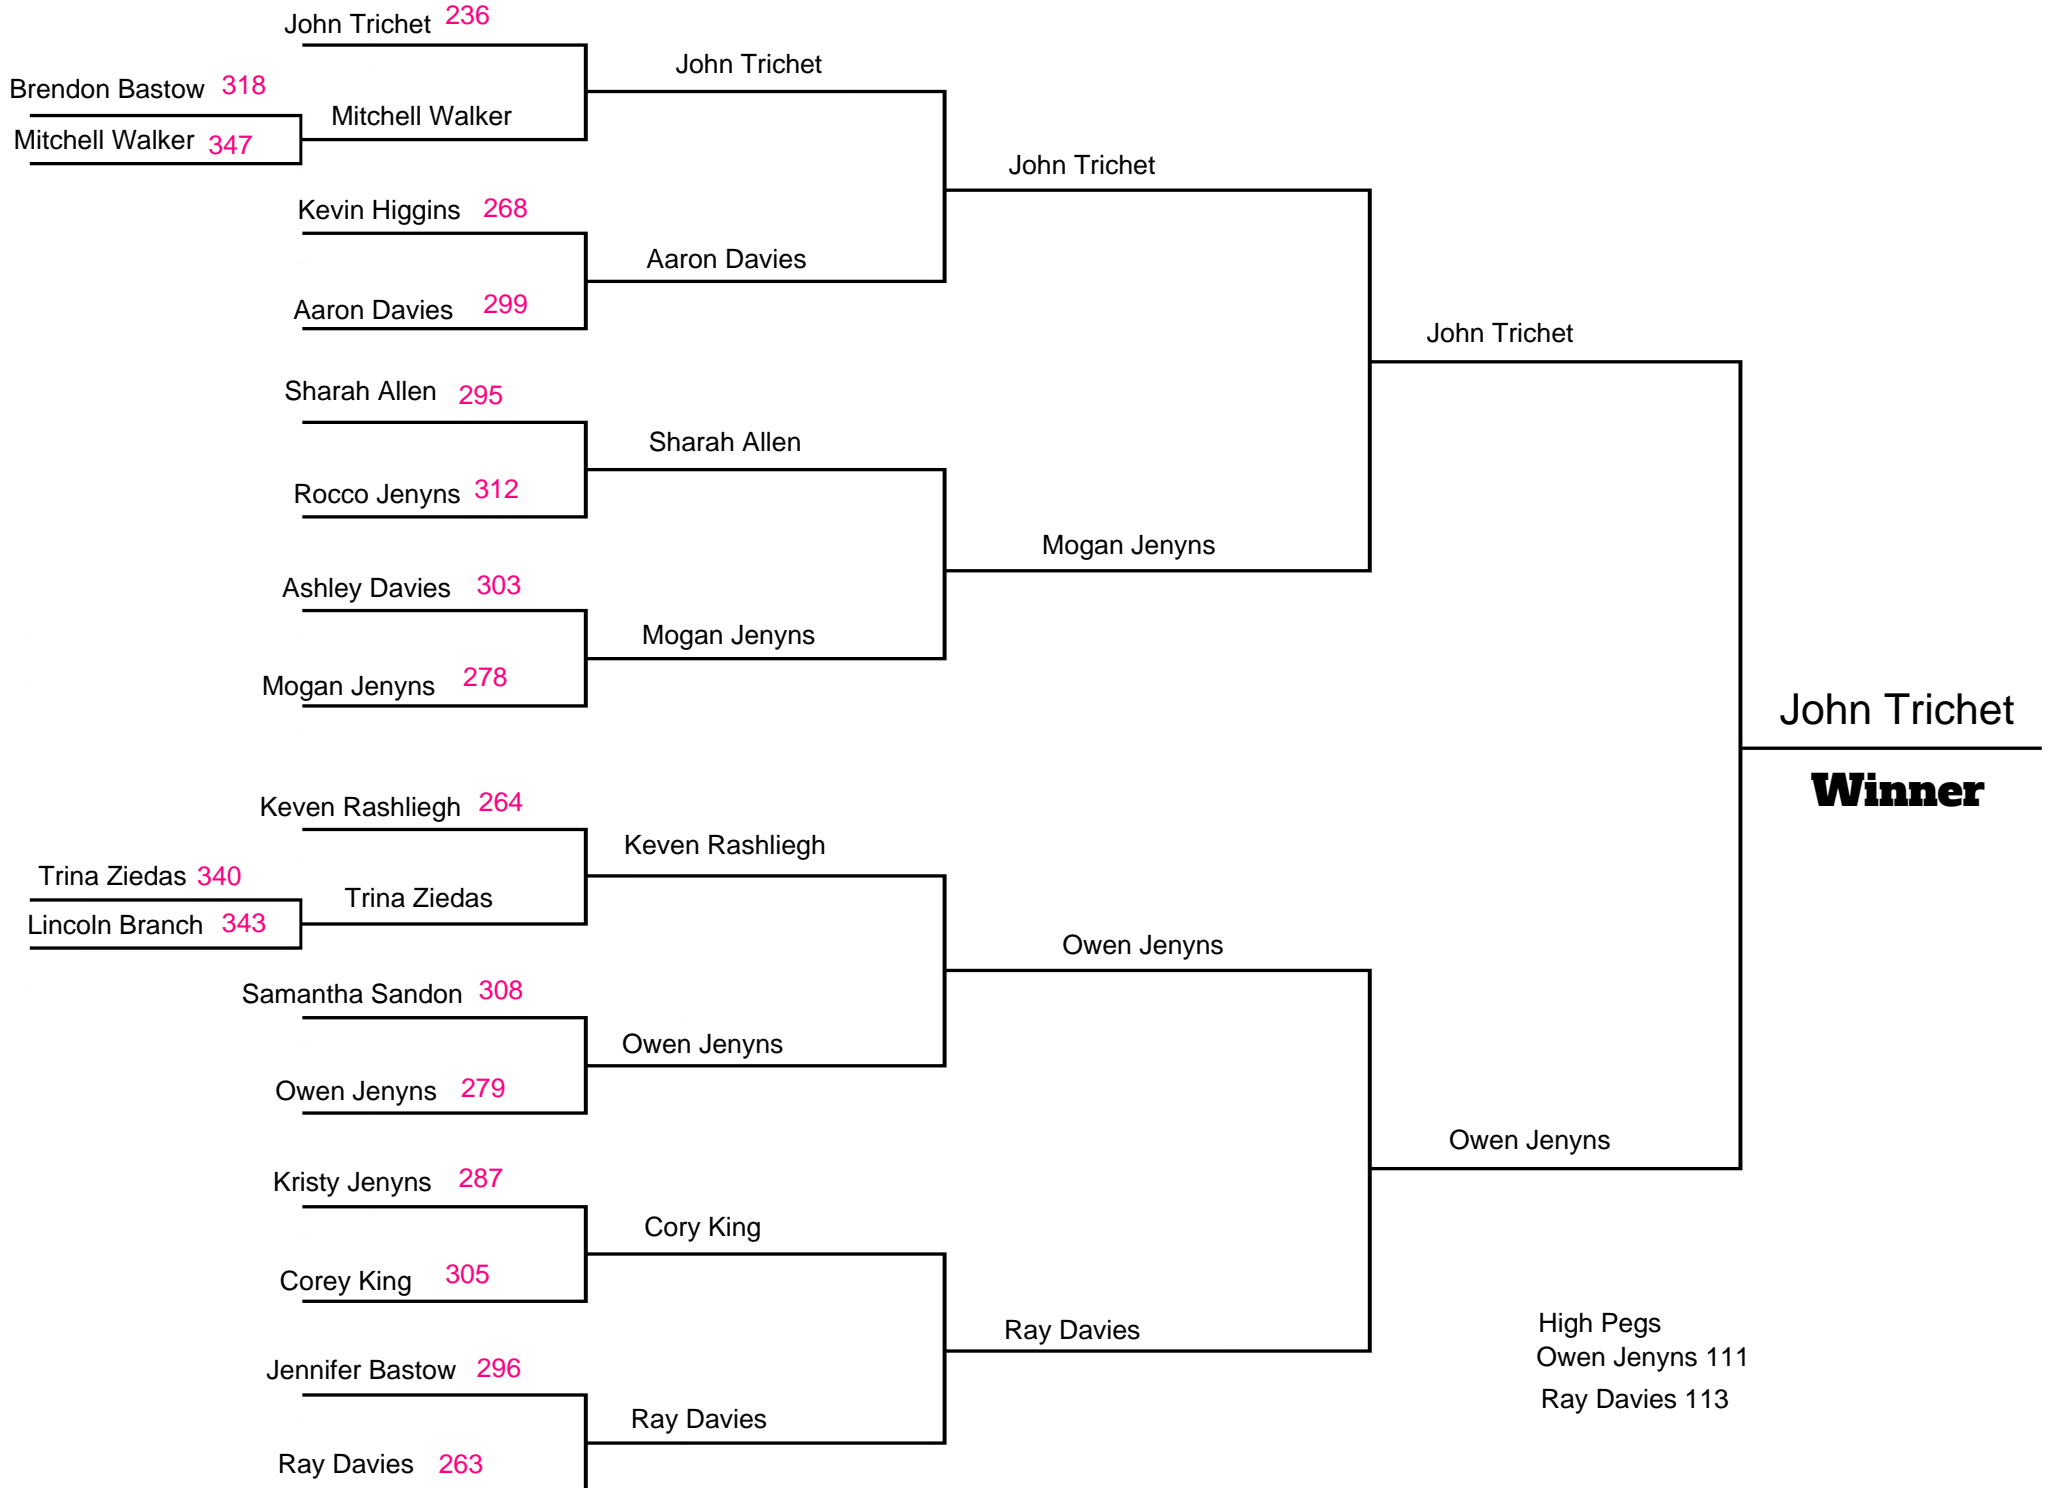 John Trichet 236
Brendon Bastow 318
Mitchell Walker 347
Mitchell Walker
John Trichet
Kevin Higgins 268
Aaron Davies 299
Aaron Davies
John Trichet
Sharah Allen 295
Rocco Jenyns 312
Sharah Allen
Ashley Davies 303
Mogan Jenyns 278
Mogan Jenyns
Mogan Jenyns
John Trichet
John Trichet
Winner
Keven Rashliegh 264
Trina Ziedas 340
Lincoln Branch 343
Trina Ziedas
Keven Rashliegh
Samantha Sandon 308
Owen Jenyns 279
Owen Jenyns
Owen Jenyns
Kristy Jenyns 287
Corey King 305
Cory King
Jennifer Bastow 296
Ray Davies 263
Ray Davies
Ray Davies
Owen Jenyns
High Pegs
Owen Jenyns 111
Ray Davies 113